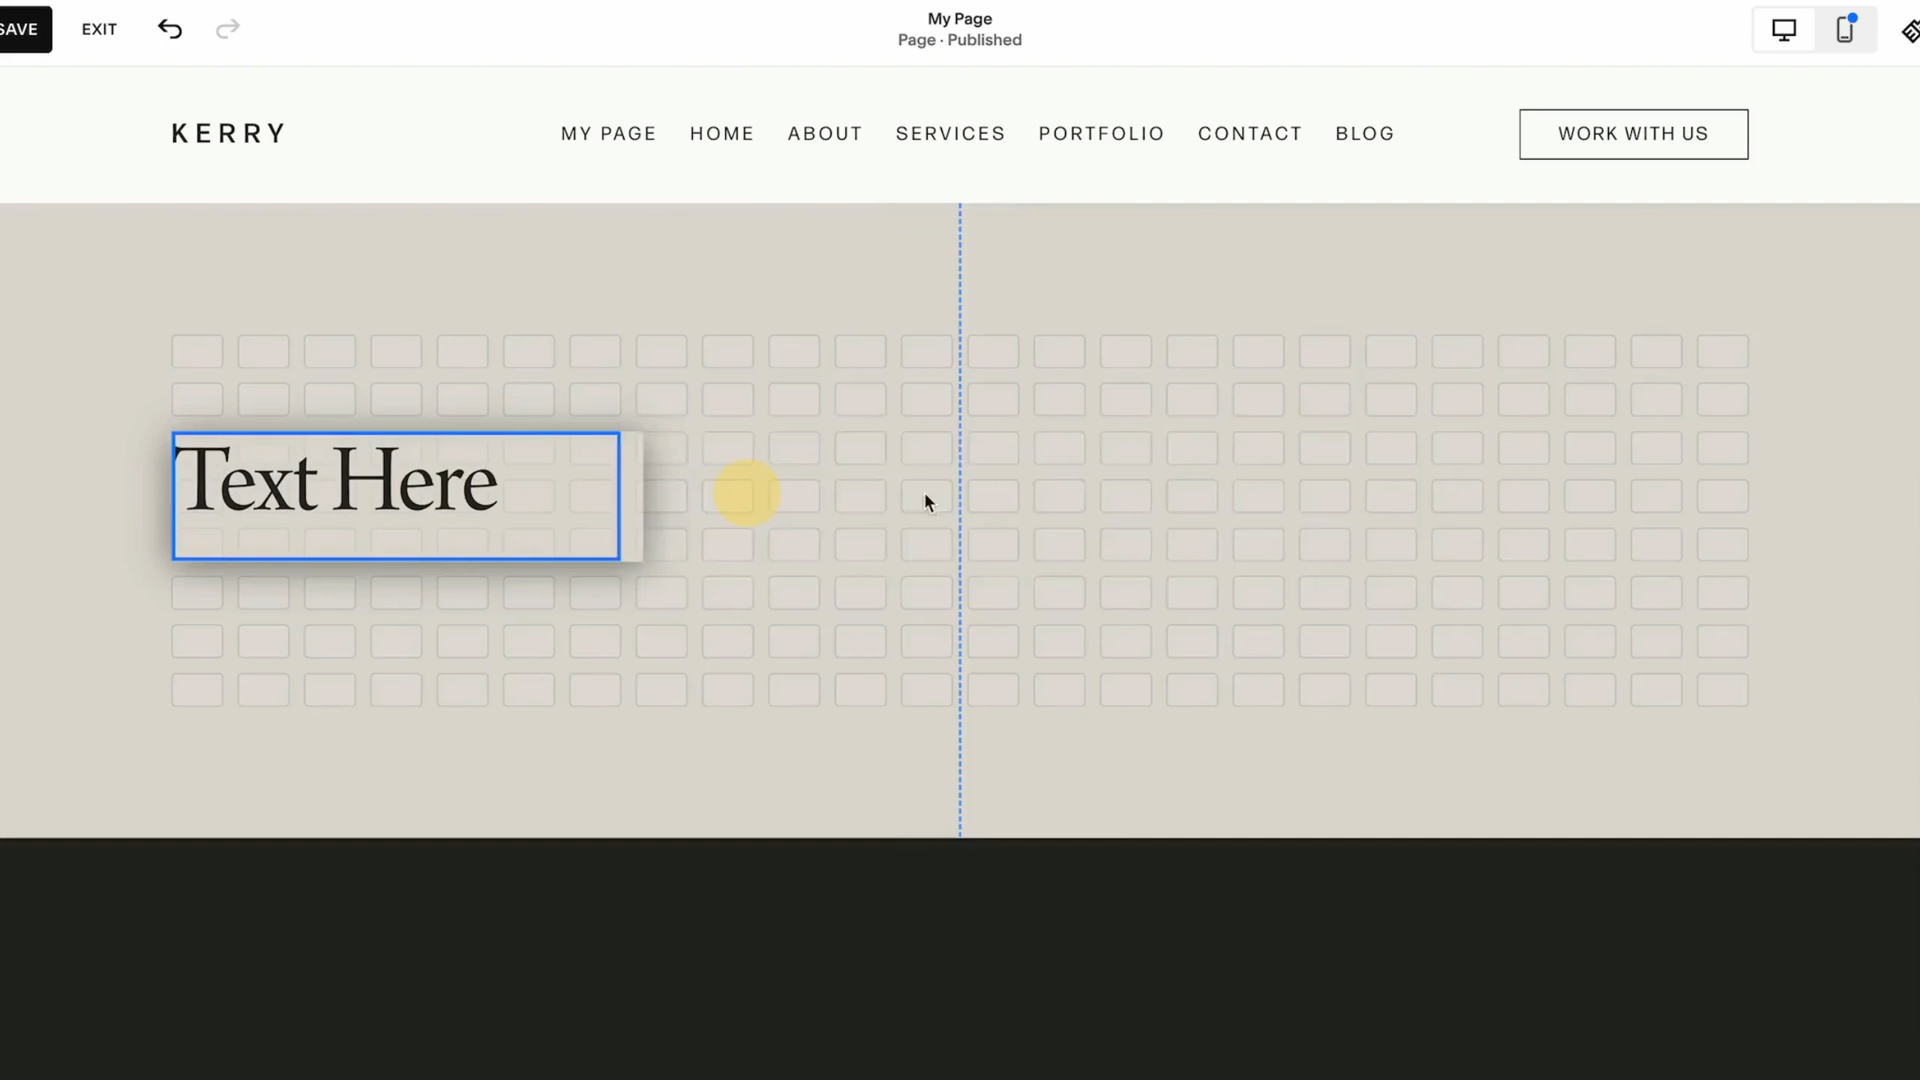 SAVE
EXIT
My Page
Page · Published
KERRY
MY PAGE
HOME
ABOUT
SERVICES
PORTFOLIO
CONTACT
BLOG
WORK WITH US
Text Here